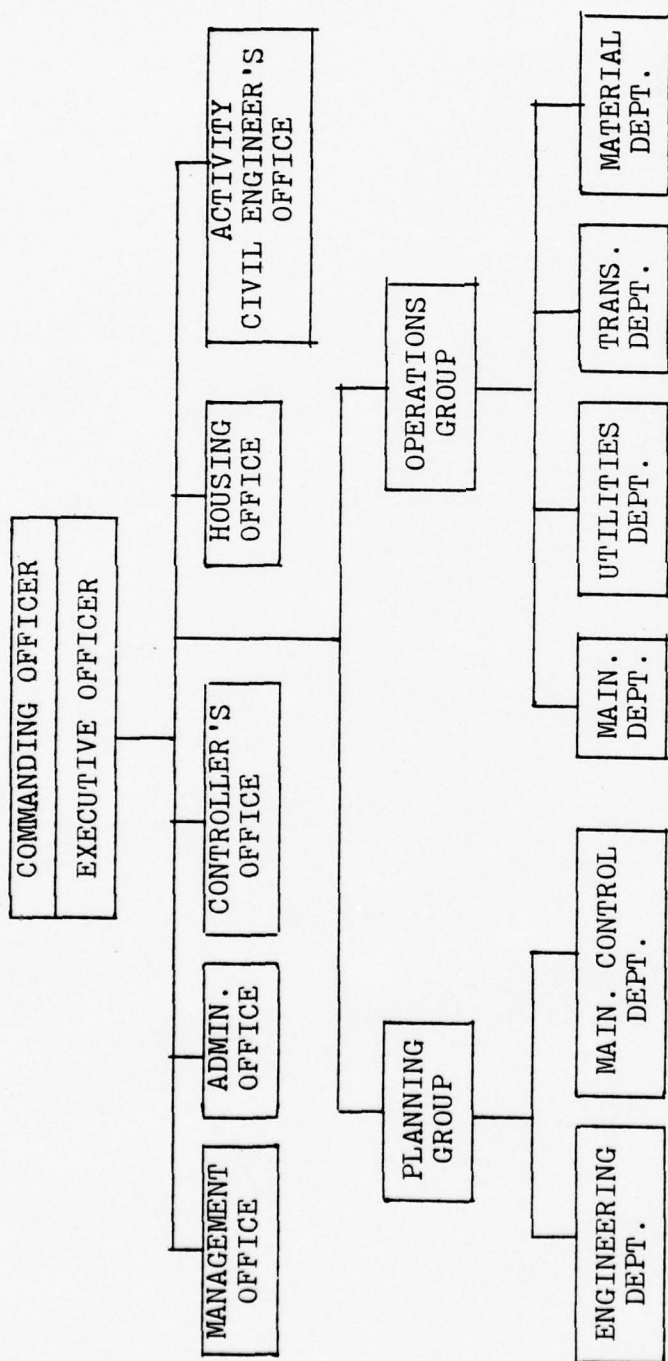 COMMANDING OFFICER
EXECUTIVE OFFICER
MANAGEMENT
OFFICE
ADMIN.
OFFICE
CONTROLLER'S
OFFICE
HOUSING
OFFICE
ACTIVITY
CIVIL ENGINEER'S
OFFICE
PLANNING
GROUP
OPERATIONS
GROUP
ENGINEERING
DEPT.
MAIN. CONTROL
DEPT.
MAIN.
DEPT.
UTILITIES
DEPT.
TRANS.
DEPT.
MATERIAL
DEPT.